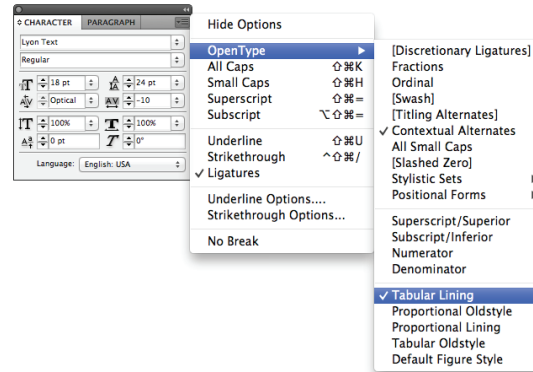 CHARACTER PARAGRAPH
Lyon Text
Regular
18 pt 24 pt
Optical -10
100% 100%
0 pt 0°
Language: English: USA
Hide Options
OpenType ▶
All Caps ⇧⌘K
Small Caps ⇧⌘H
Superscript ⇧⌘=
Subscript ⌥⇧⌘=
Underline ⇧⌘U
Strikethrough ^⇧⌘/
✓ Ligatures
Underline Options....
Strikethrough Options...
No Break
[Discretionary Ligatures]
Fractions
Ordinal
[Swash]
[Titling Alternates]
✓ Contextual Alternates
All Small Caps
[Slashed Zero]
Stylistic Sets
Positional Forms
Superscript/Superior
Subscript/Inferior
Numerator
Denominator
✓ Tabular Lining
Proportional Oldstyle
Proportional Lining
Tabular Oldstyle
Default Figure Style